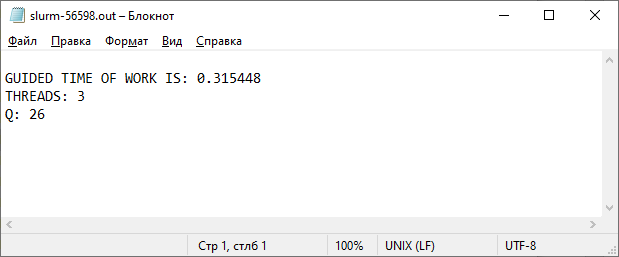 slurm-56598.out – Блокнот
Файл Правка Формат Вид Справка
GUIDED TIME OF WORK IS: 0.315448
THREADS: 3
Q: 26
Стр 1, стлб 1 100% UNIX (LF) UTF-8